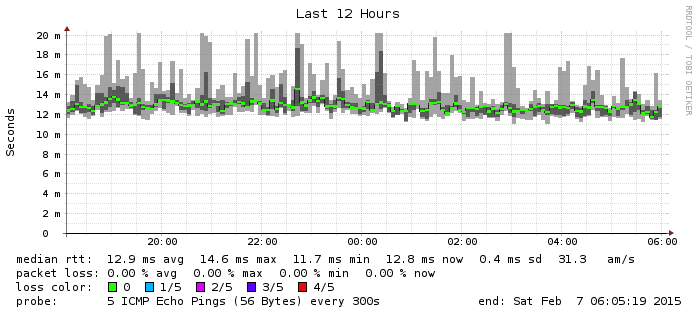 Last 12 Hours
RRDTOOL / TOBI OETIKER
Seconds
20 m
18 m
16 m
14 m
12 m
10 m
8 m
6 m
4 m
2 m
0
20:00 22:00 00:00 02:00 04:00 06:00
median rtt: 12.9 ms avg 14.6 ms max 11.7 ms min 12.8 ms now 0.4 ms sd 31.3 am/s
packet loss: 0.00 % avg 0.00 % max 0.00 % min 0.00 % now
loss color: 0 1/5 2/5 3/5 4/5
probe: 5 ICMP Echo Pings (56 Bytes) every 300s end: Sat Feb 7 06:05:19 2015